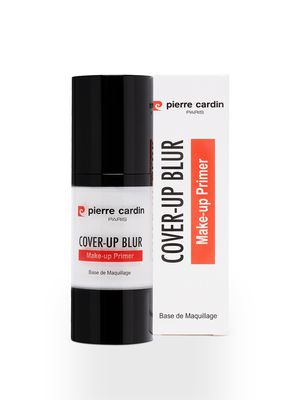 pierre cardin
PARIS
COVER-UP BLUR
Make-up Primer
Base de Maquillage
pierre cardin
PARIS
COVER-UP BLUR
Make-up Primer
Base de Maquillage